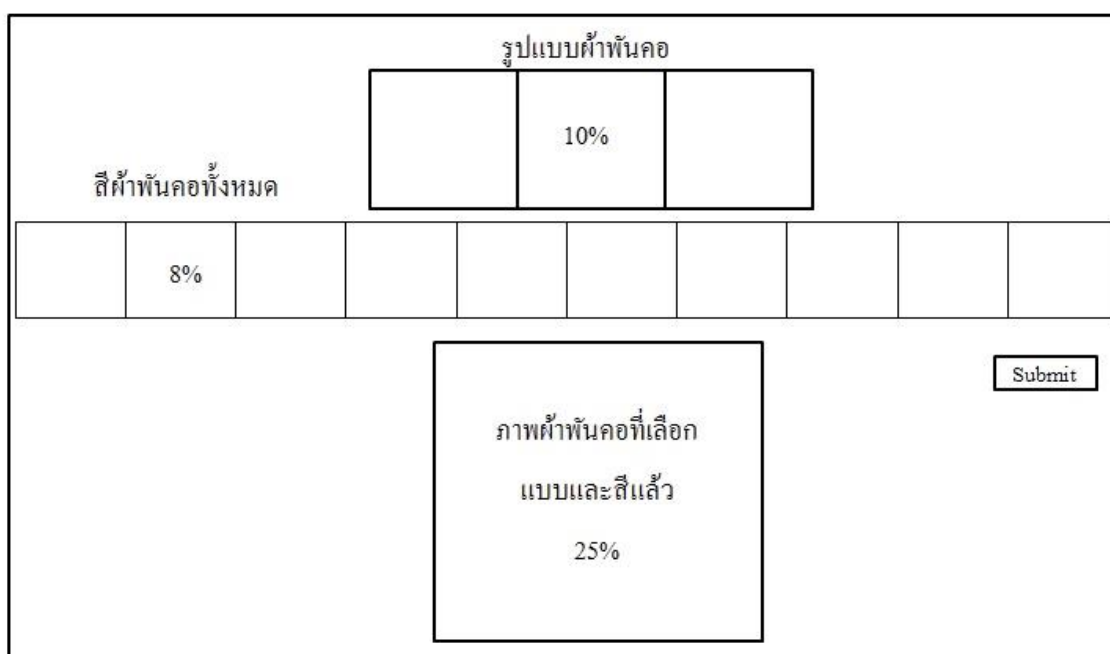 รูปแบบผ้าพันคอ
10%
สีผ้าพันคอทั้งหมด
8%
Submit
ภาพผ้าพันคอที่เลือก
แบบและสีแล้ว
25%